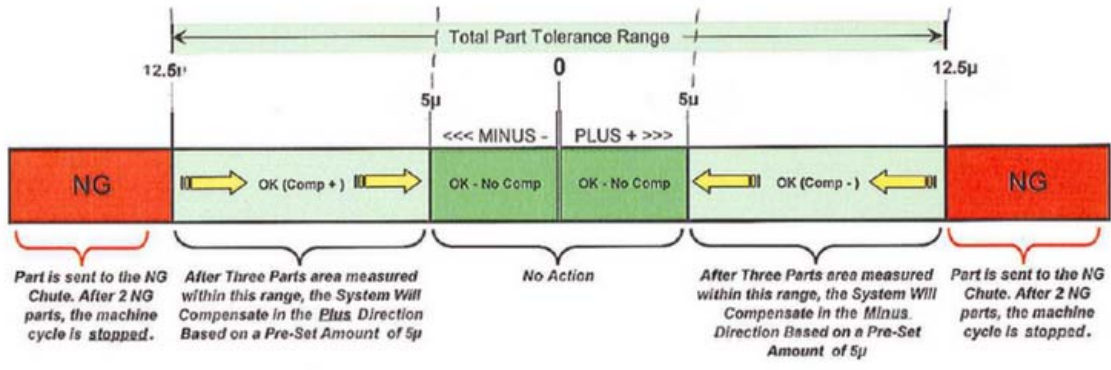 Total Part Tolerance Range
12.5µ
0
12.5µ
5µ
5µ
<<< MINUS -
PLUS + >>>
NG
OK (Comp + )
OK - No Comp
OK - No Comp
OK (Comp - )
NG
Part is sent to the NG
Chute. After 2 NG
parts, the machine
cycle is stopped.
After Three Parts area measured
within this range, the System Will
Compensate in the Plus Direction
Based on a Pre-Set Amount of 5µ
No Action
After Three Parts area measured
within this range, the System Will
Compensate in the Minus
Direction Based on a Pre-Set
Amount of 5µ
Part is sent to the NG
Chute. After 2 NG
parts, the machine
cycle is stopped.